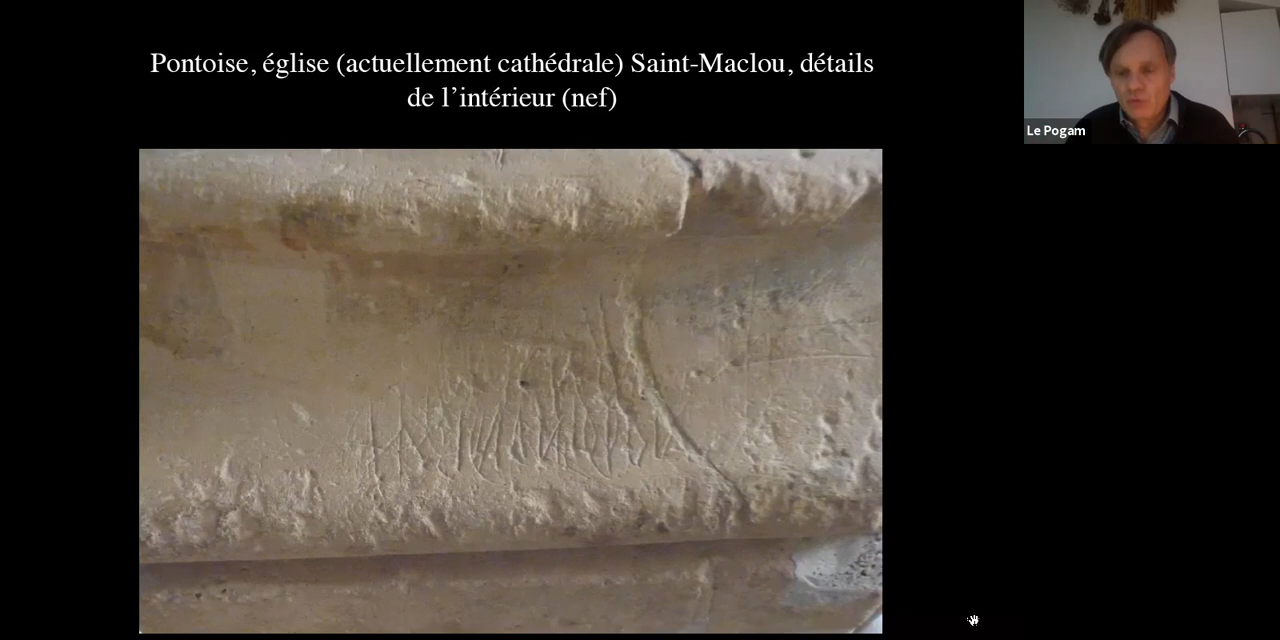 Pontoise, église (actuellement cathédrale) Saint-Maclou, détails
de l’intérieur (nef)
Le Pogam